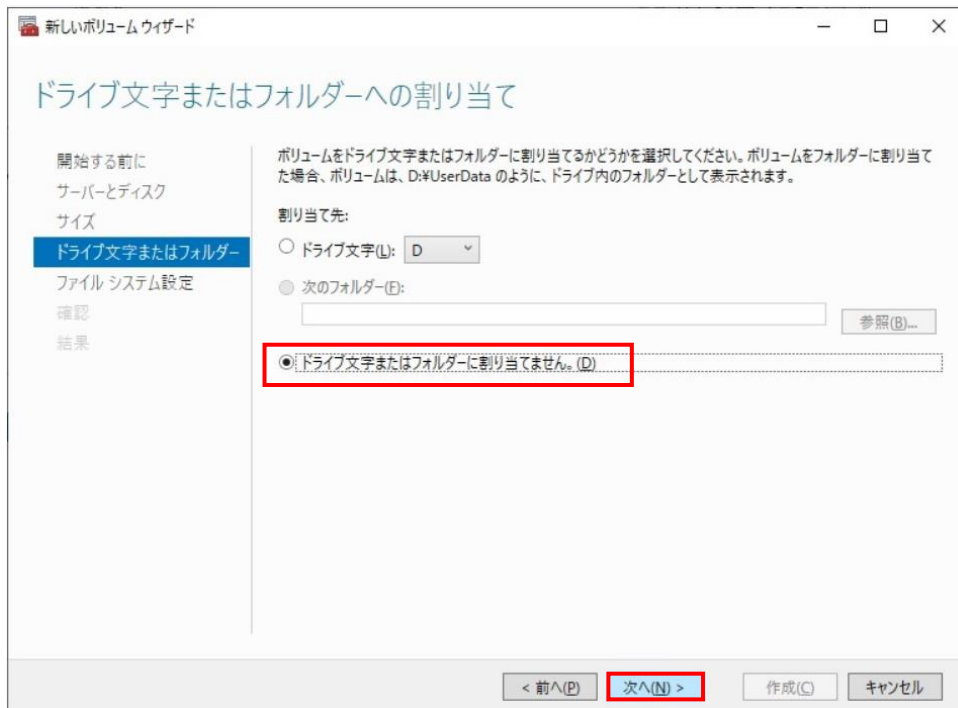 新しいボリューム ウィザード
ドライブ文字またはフォルダーへの割り当て
開始する前に
サーバーとディスク
サイズ
ドライブ文字またはフォルダー
ファイル システム設定
確認
結果
ボリュームをドライブ文字またはフォルダーに割り当てるかどうかを選択してください。ボリュームをフォルダーに割り当て
た場合、ボリュームは、D:¥UserData のように、ドライブ内のフォルダーとして表示されます。
割り当て先:
ドライブ文字(L): D
次のフォルダー(F):
参照(B)...
ドライブ文字またはフォルダーに割り当てません。(D)
< 前へ(P) 次へ(N) > 作成(C) キャンセル